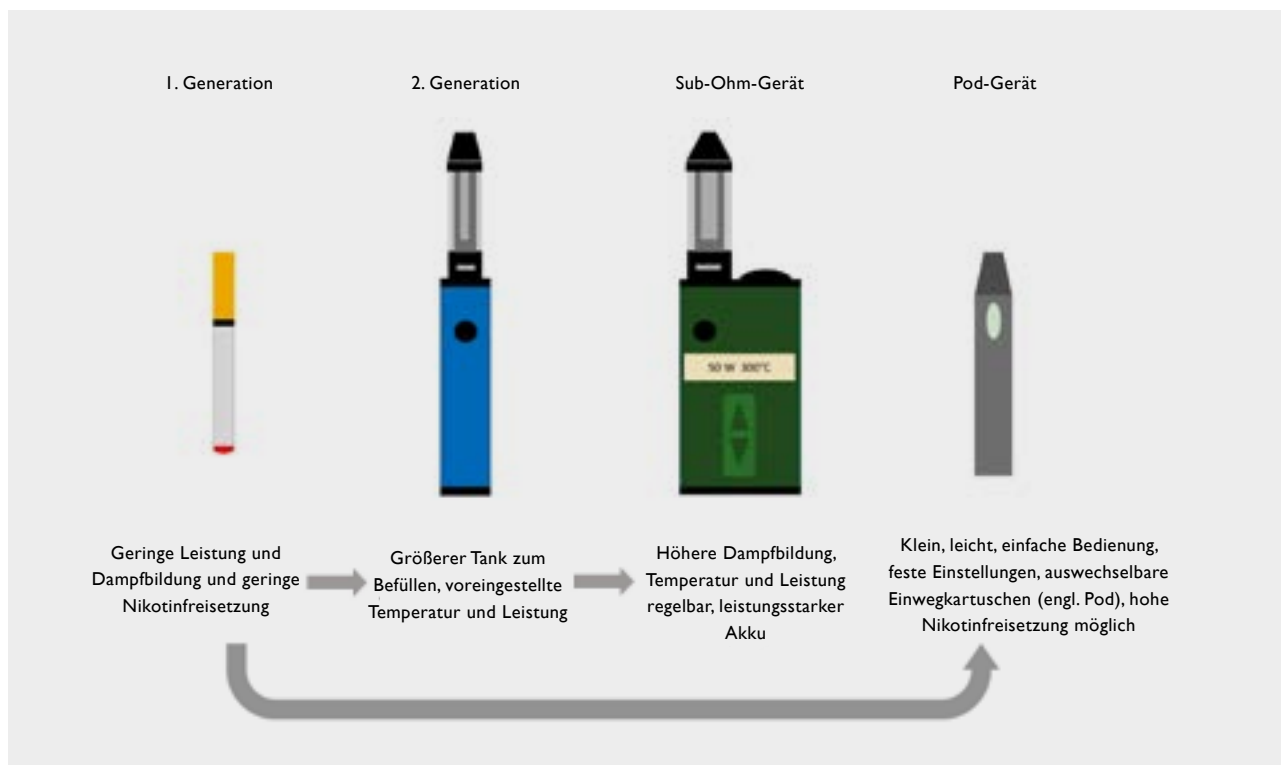 1. Generation
2. Generation
Sub-Ohm-Gerät
Pod-Gerät
50 W 300°C
Geringe Leistung und
Dampfbildung und geringe
Nikotinfreisetzung
Größerer Tank zum
Befüllen, voreingestellte
Temperatur und Leistung
Höhere Dampfbildung,
Temperatur und Leistung
regelbar, leistungsstarker
Akku
Klein, leicht, einfache Bedienung,
feste Einstellungen, auswechselbare
Einwegkartuschen (engl. Pod), hohe
Nikotinfreisetzung möglich